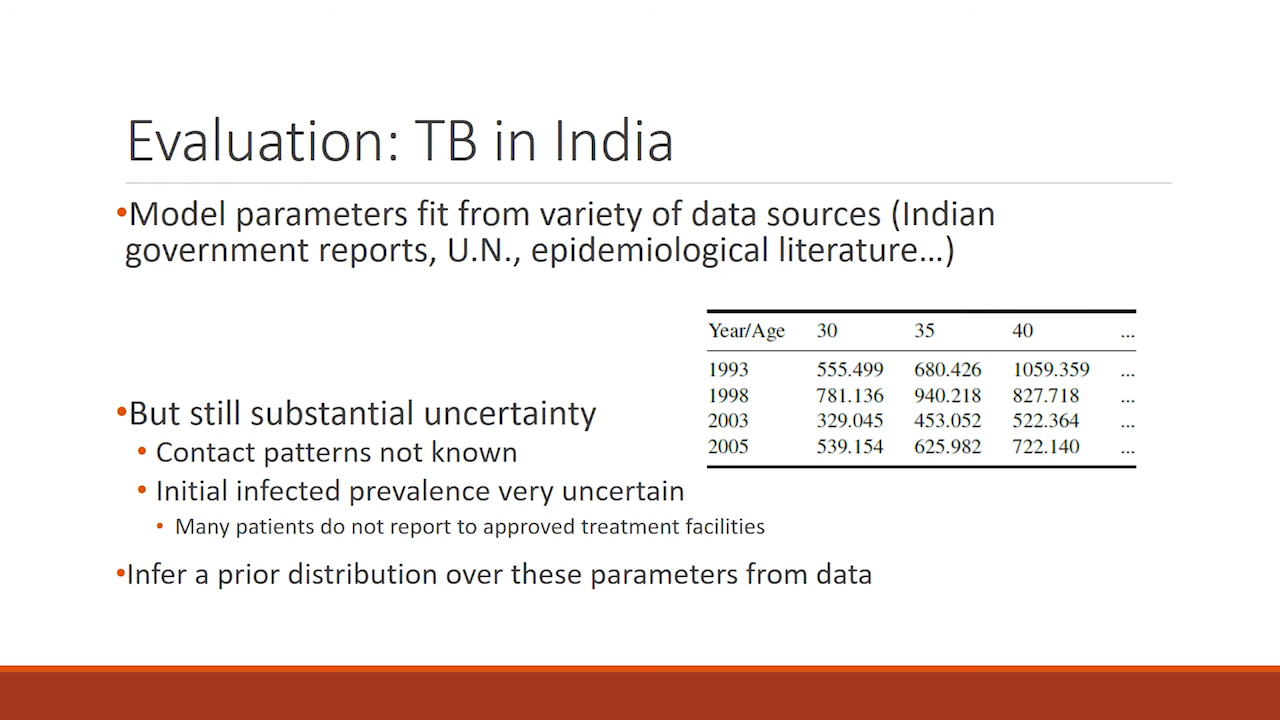 Evaluation: TB in India
•Model parameters fit from variety of data sources (Indian
government reports, U.N., epidemiological literature…)
Year/Age 30 35 40 ...
1993 555.499 680.426 1059.359 ...
1998 781.136 940.218 827.718 ...
2003 329.045 453.052 522.364 ...
2005 539.154 625.982 722.140 ...
•But still substantial uncertainty
• Contact patterns not known
• Initial infected prevalence very uncertain
• Many patients do not report to approved treatment facilities
•Infer a prior distribution over these parameters from data